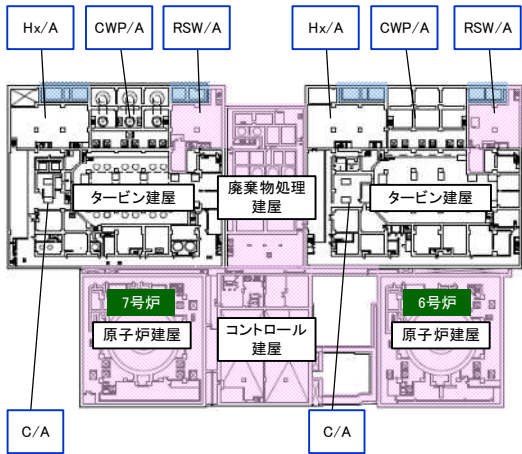 Hx/A
CWP/A
RSW/A
Hx/A
CWP/A
RSW/A
タービン建屋
廃棄物処理
建屋
タービン建屋
7号炉
原子炉建屋
コントロール
建屋
6号炉
原子炉建屋
C/A
C/A